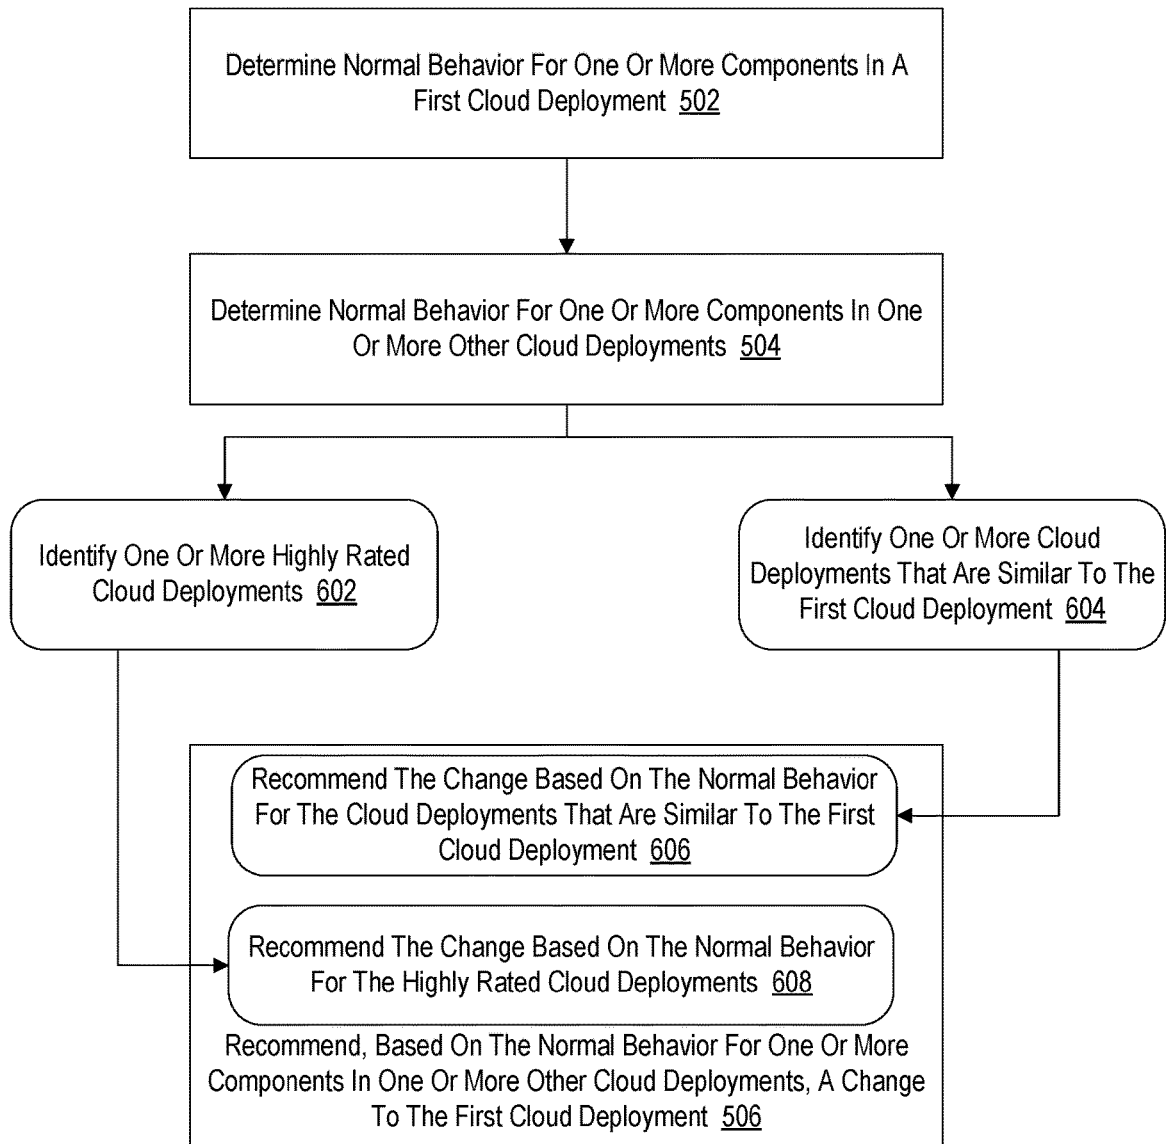 Determine Normal Behavior For One Or More Components In A
First Cloud Deployment 502
Determine Normal Behavior For One Or More Components In One
Or More Other Cloud Deployments 504
Identify One Or More Highly Rated
Cloud Deployments 602
Identify One Or More Cloud
Deployments That Are Similar To The
First Cloud Deployment 604
Recommend The Change Based On The Normal Behavior
For The Cloud Deployments That Are Similar To The First
Cloud Deployment 606
Recommend The Change Based On The Normal Behavior
For The Highly Rated Cloud Deployments 608
Recommend, Based On The Normal Behavior For One Or More
Components In One Or More Other Cloud Deployments, A Change
To The First Cloud Deployment 506